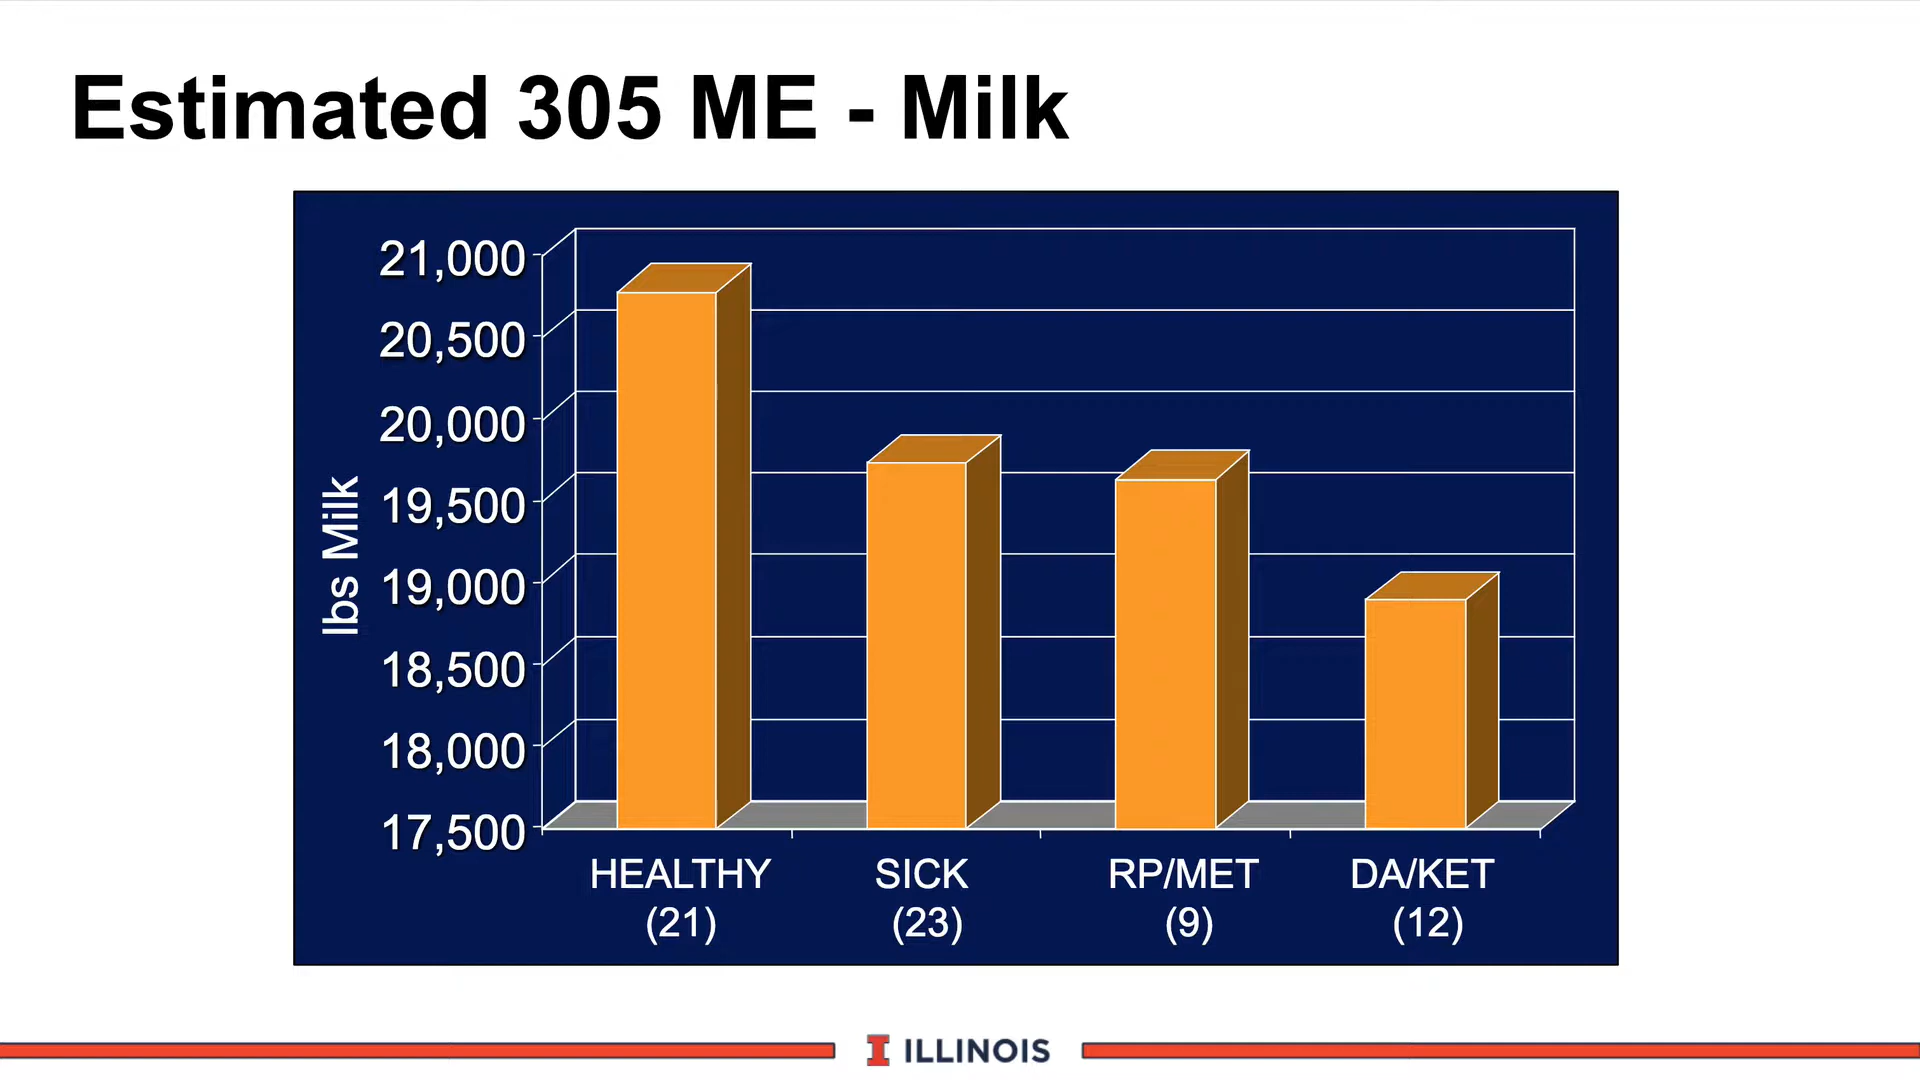 Estimated 305 ME - Milk
lbs Milk
21,000
20,500
20,000
19,500
19,000
18,500
18,000
17,500
HEALTHY SICK RP/MET DA/KET
(21) (23) (9) (12)
I ILLINOIS